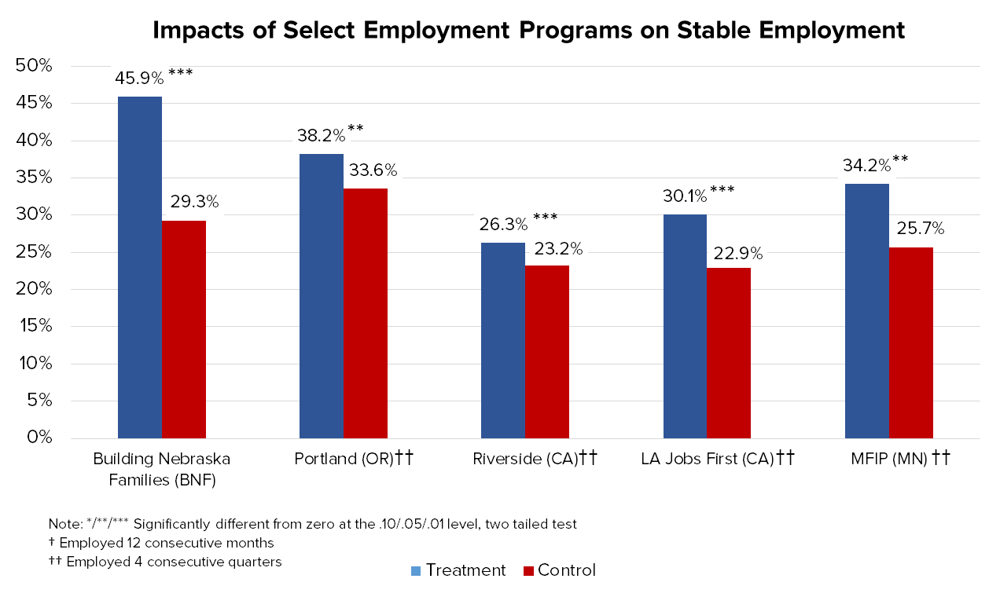 Impacts of Select Employment Programs on Stable Employment
50%
45%
40%
35%
30%
25%
20%
15%
10%
5%
0%
45.9% ***
29.3%
38.2% **
33.6%
26.3% ***
23.2%
30.1% ***
22.9%
34.2% **
25.7%
Building Nebraska
Families (BNF)
Portland (OR)††
Riverside (CA)††
LA Jobs First (CA)††
MFIP (MN) ††
Note: */**/*** Significantly different from zero at the .10/.05/.01 level, two tailed test
† Employed 12 consecutive months
†† Employed 4 consecutive quarters
Treatment
Control